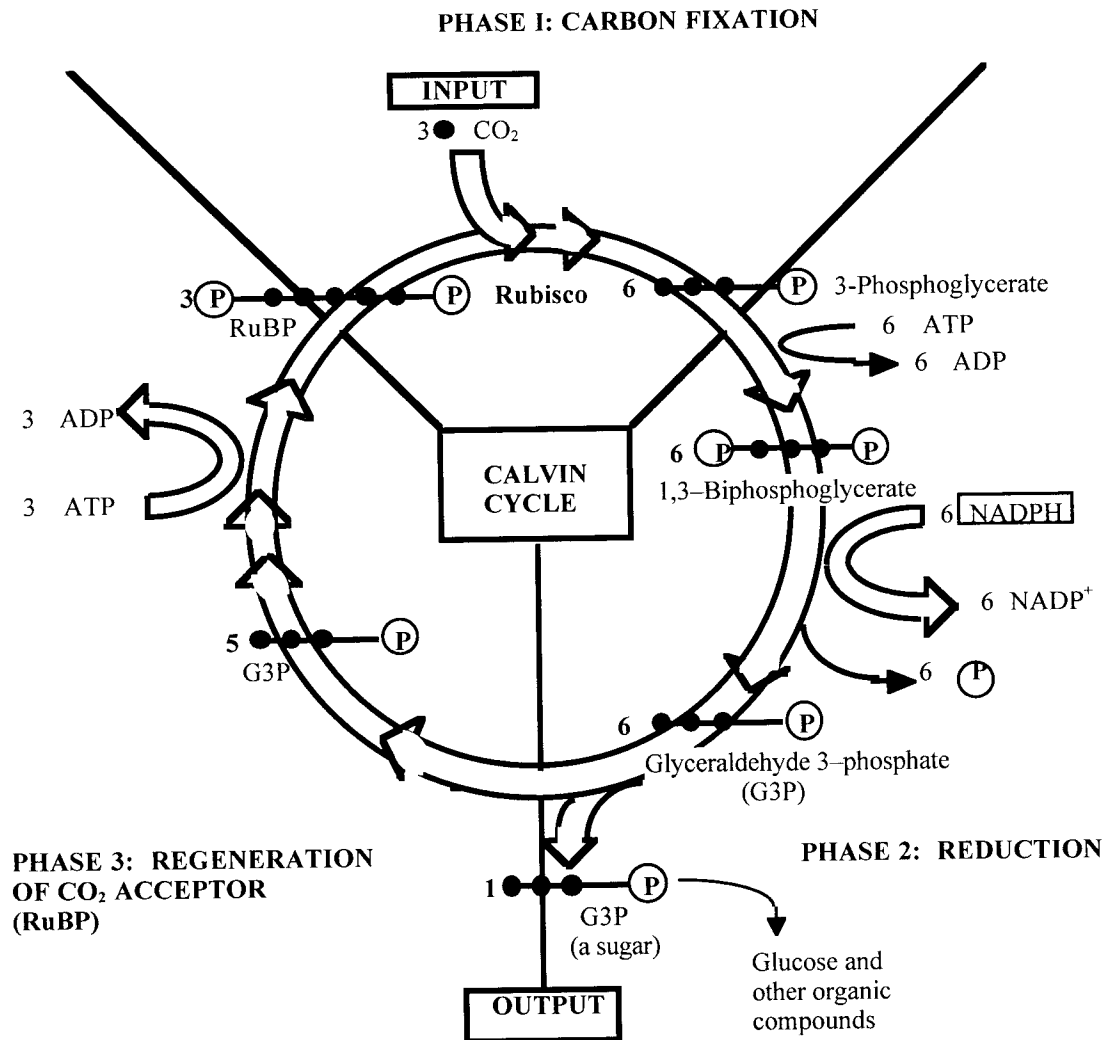 PHASE I: CARBON FIXATION
INPUT
3 CO₂
3 P P
RuBP
Rubisco
6 P 3-Phosphoglycerate
6 ATP
6 ADP
3 ADP
3 ATP
CALVIN
CYCLE
6 P P
1,3–Biphosphoglycerate
6 NADPH
6 NADP⁺
6 P
5 P
G3P
6 P
Glyceraldehyde 3–phosphate
(G3P)
PHASE 3: REGENERATION
OF CO₂ ACCEPTOR
(RuBP)
PHASE 2: REDUCTION
1 P
G3P
(a sugar)
Glucose and
other organic
compounds
OUTPUT